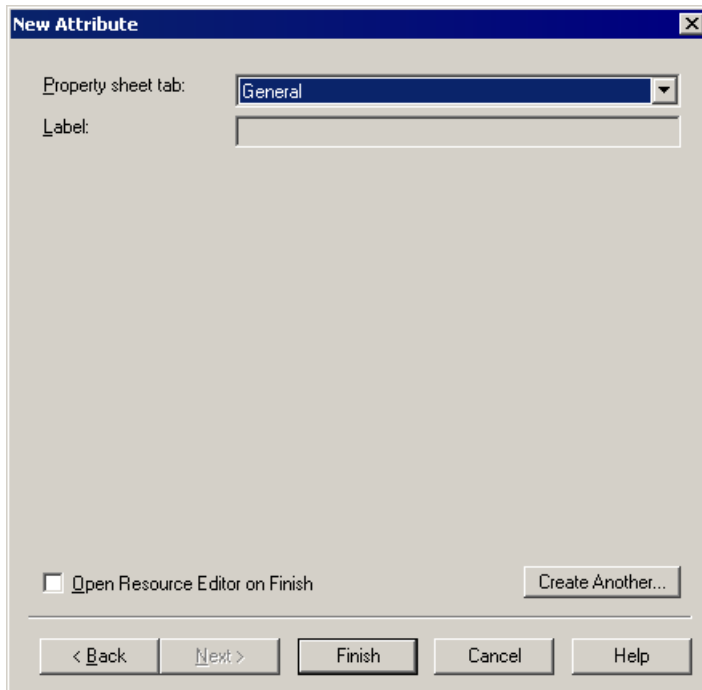 New Attribute
Property sheet tab: General
Label:
Open Resource Editor on Finish Create Another...
< Back Next > Finish Cancel Help